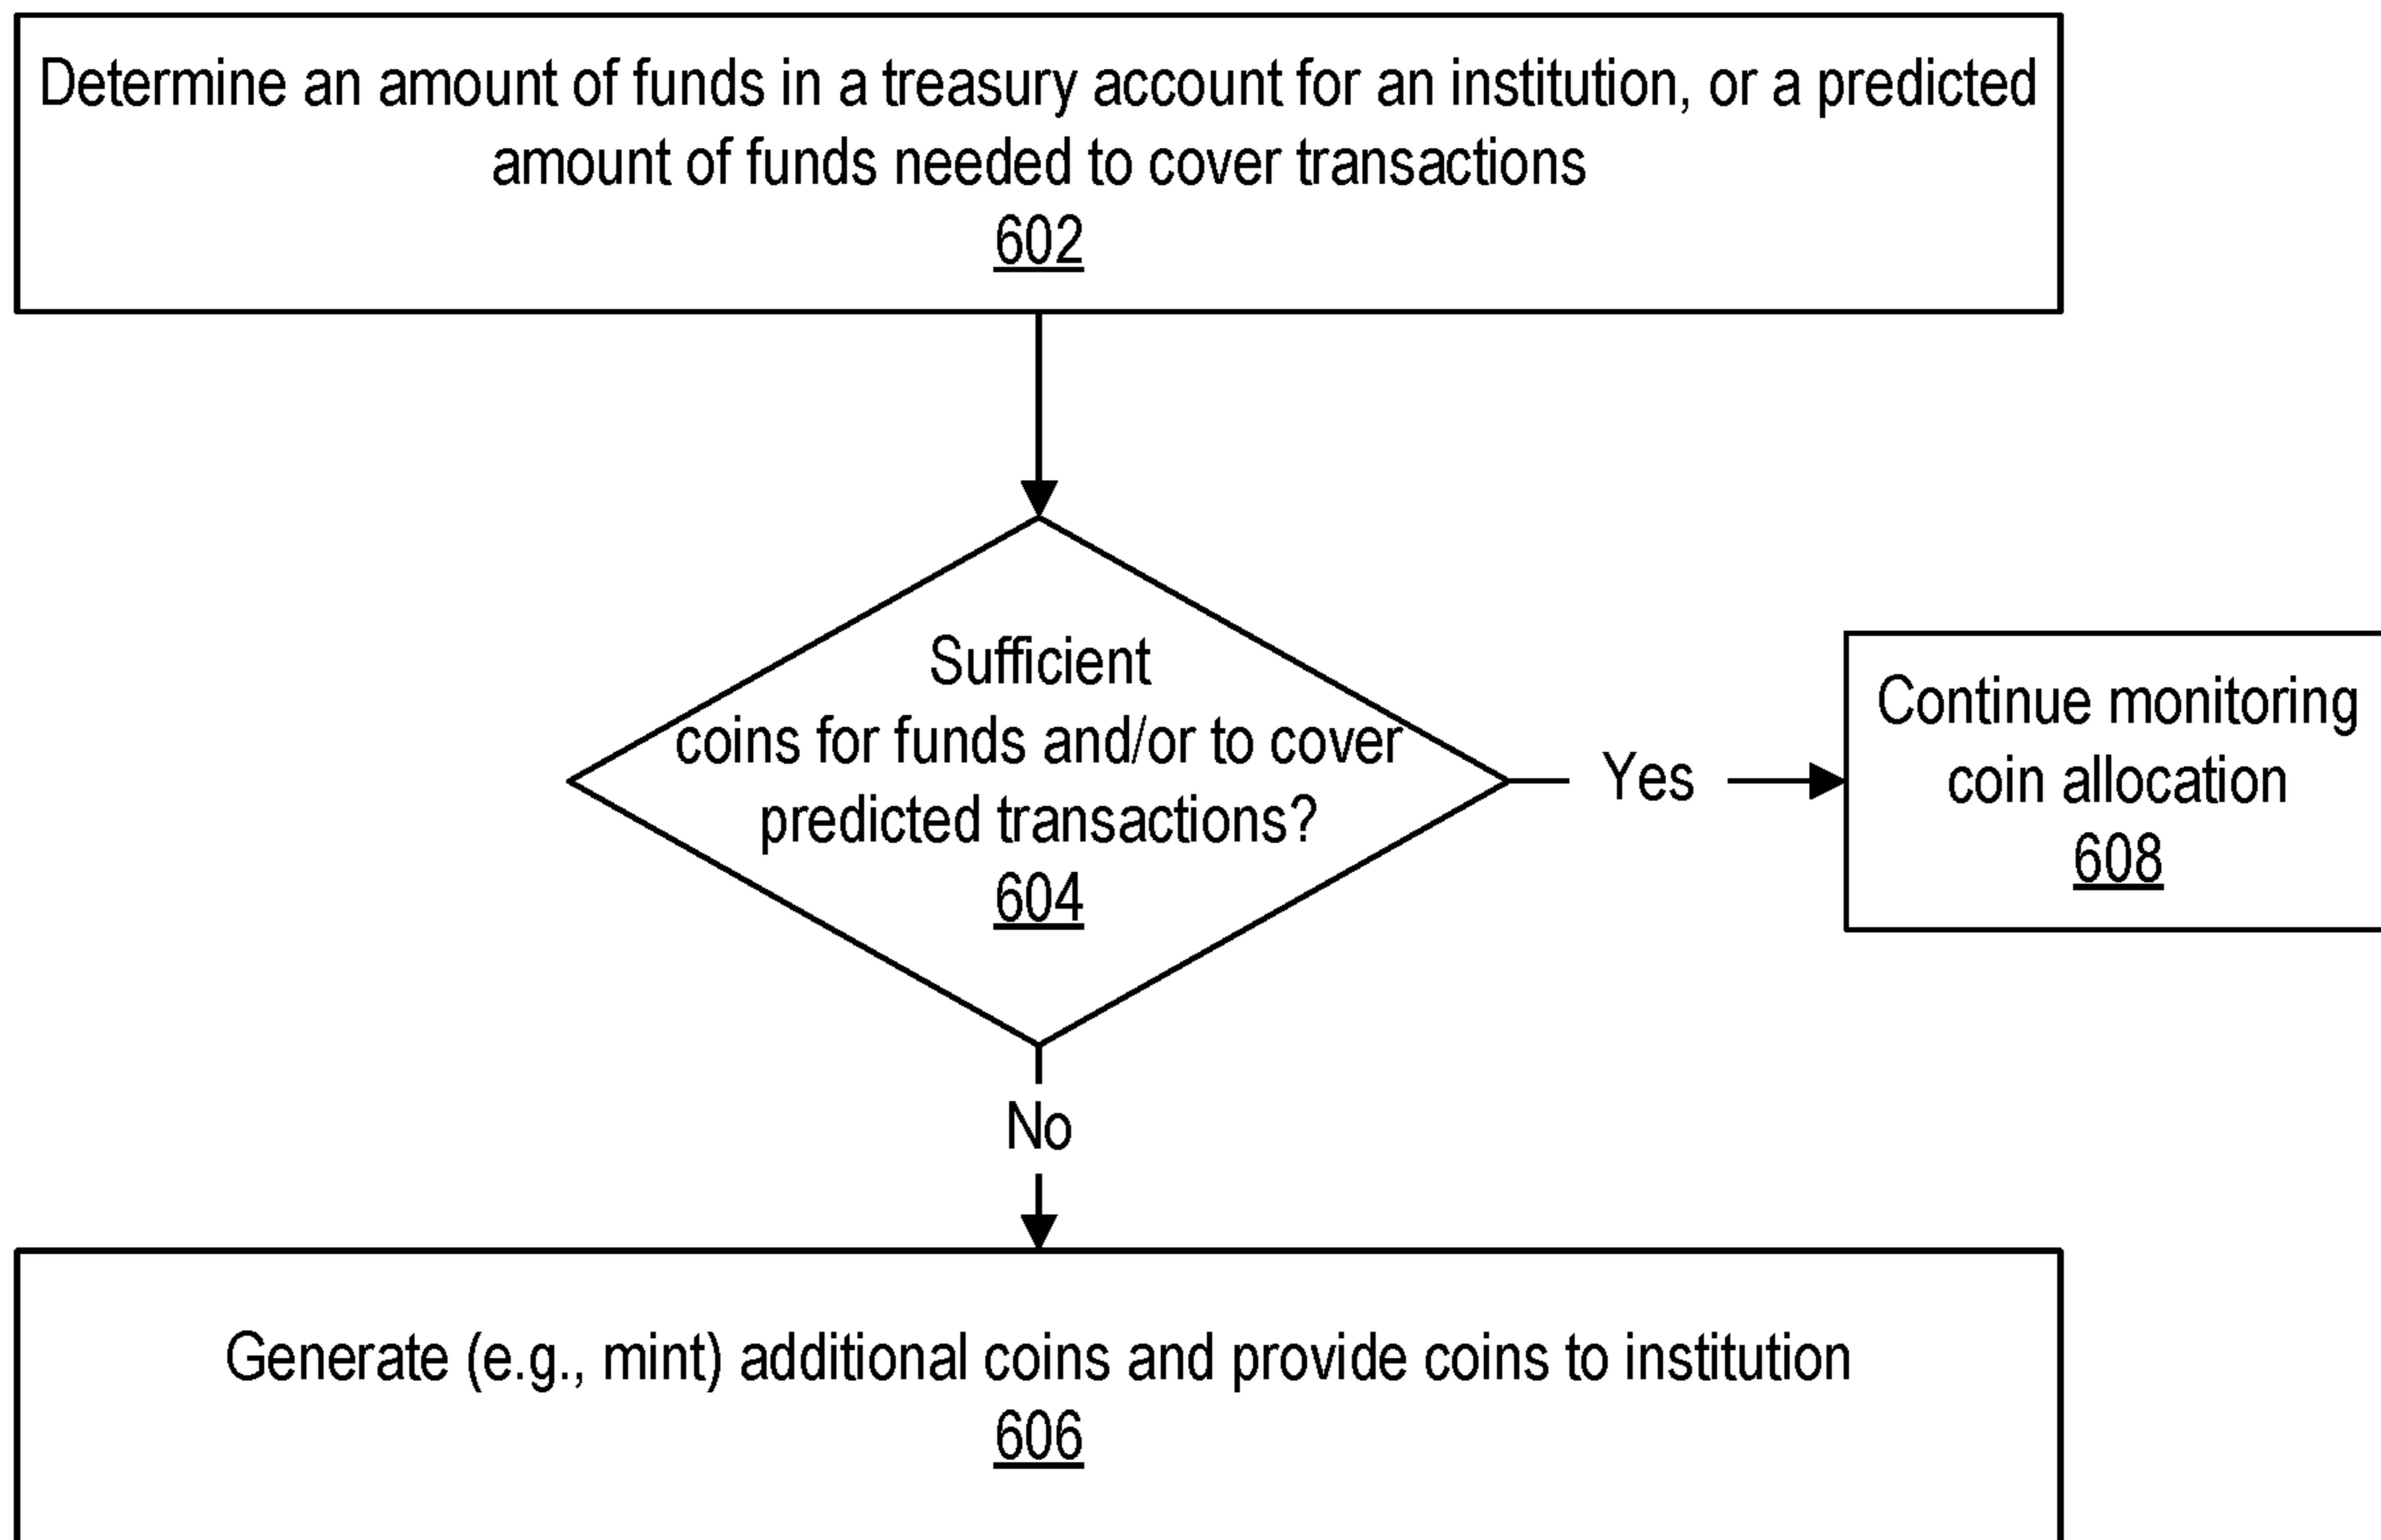 Determine an amount of funds in a treasury account for an institution, or a predicted
amount of funds needed to cover transactions
602
Sufficient
coins for funds and/or to cover
predicted transactions?
604
Yes
Continue monitoring
coin allocation
608
No
Generate (e.g., mint) additional coins and provide coins to institution
606